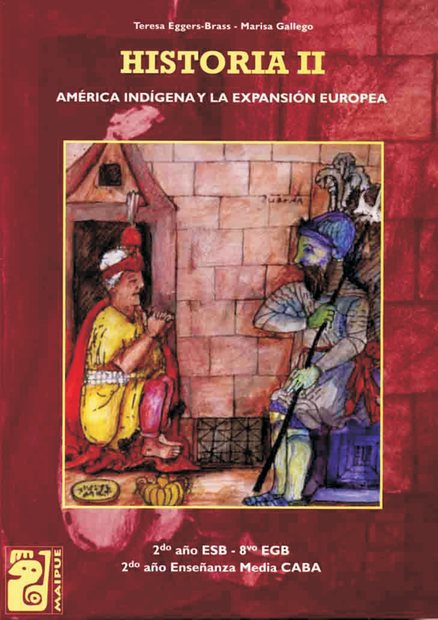 Teresa Eggers-Brass - Marisa Gallego
HISTORIA II
AMÉRICA INDÍGENA Y LA EXPANSIÓN EUROPEA
2do año ESB - 8vo EGB
2do año Enseñanza Media CABA
MAIPUE